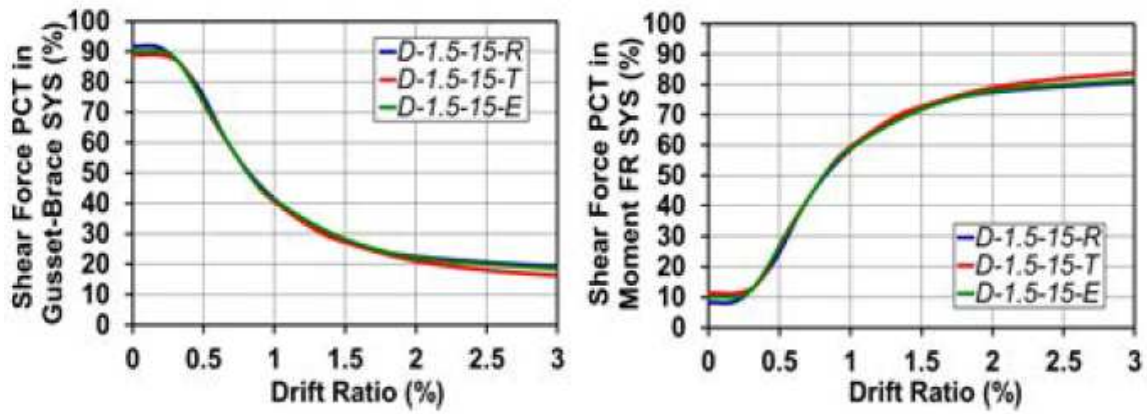 Shear Force PCT in
Gusset-Brace SYS (%)
100
90
80
70
60
50
40
30
20
10
0
D-1.5-15-R
D-1.5-15-T
D-1.5-15-E
0 0.5 1 1.5 2 2.5 3
Drift Ratio (%)
Shear Force PCT in
Moment FR SYS (%)
100
90
80
70
60
50
40
30
20
10
0
D-1.5-15-R
D-1.5-15-T
D-1.5-15-E
0 0.5 1 1.5 2 2.5 3
Drift Ratio (%)